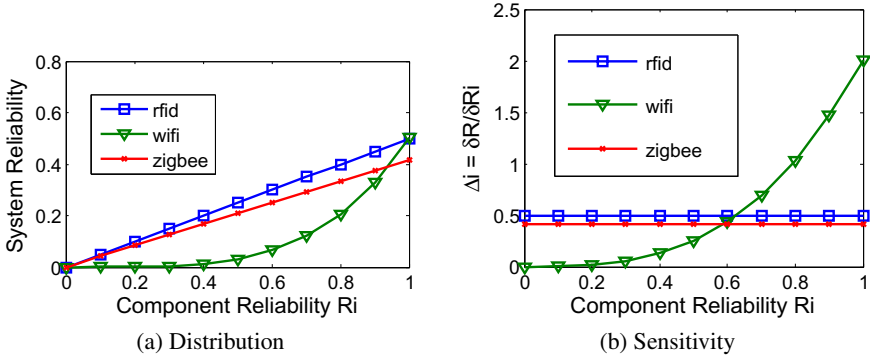 System Reliability
0.8
0.6
0.4
0.2
0
rfid
wifi
zigbee
0 0.2 0.4 0.6 0.8 1
Component Reliability Ri
(a) Distribution
Δi = δR/δRi
2.5
2
1.5
1
0.5
0
rfid
wifi
zigbee
0 0.2 0.4 0.6 0.8 1
Component Reliability Ri
(b) Sensitivity